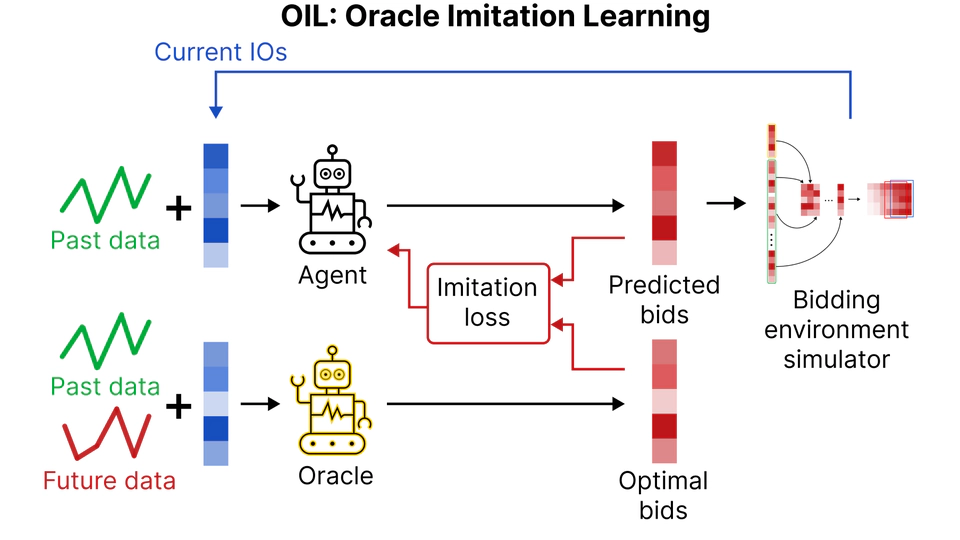 OIL: Oracle Imitation Learning
Current IOs
Past data
+
Agent
Imitation
loss
Predicted
bids
Bidding
environment
simulator
Past data
+
Future data
Oracle
Optimal
bids